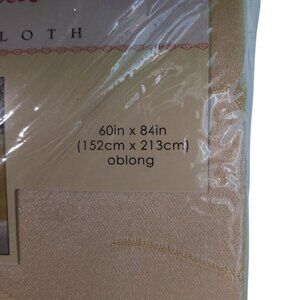 LOTH
60in x 84in
(152cm x 213cm)
oblong